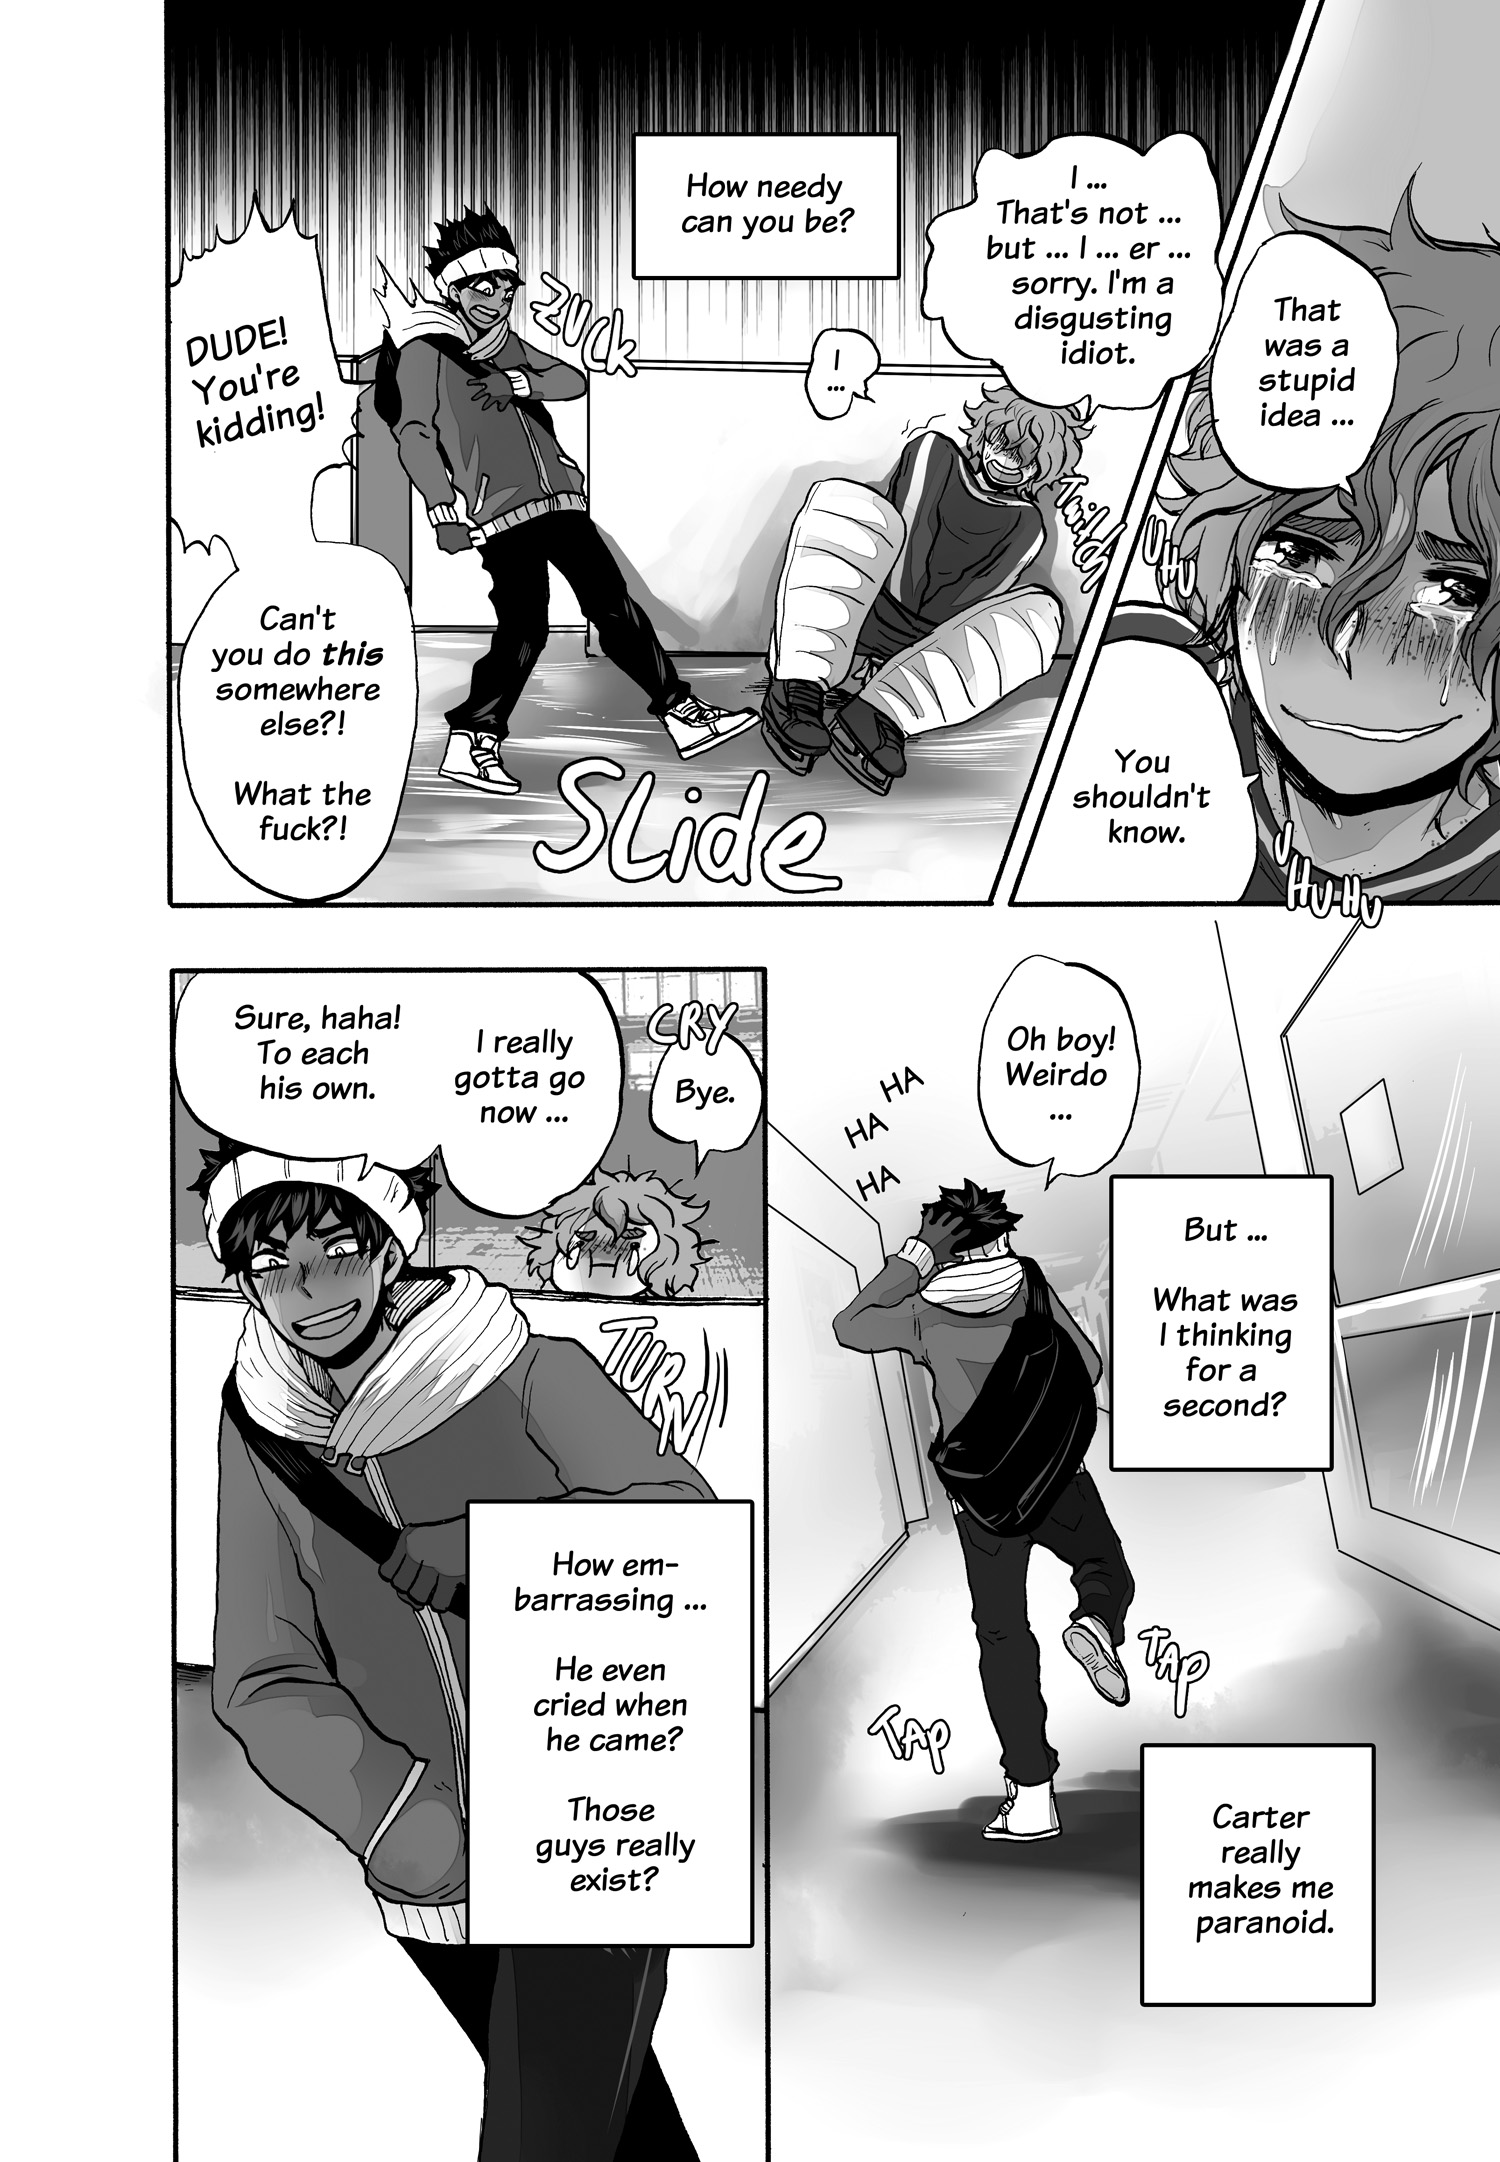 DUDE!
You're
kidding!
Can't
you do this
somewhere
else?!
What the
fuck?!
ZUCK
SLide
How needy
can you be?
I
...
I ...
That's not ...
but ... I ... er ...
sorry. I'm a
disgusting
idiot.
That
was a
stupid
idea ...
UHU
HU
You
shouldn't
know.
HU HU
Sure, haha!
To each
his own.
I really
gotta go
now ...
CRY
Bye.
TURN
How em-
barrassing ...
He even
cried when
he came?
Those
guys really
exist?
HA
HA
HA
Oh boy!
Weirdo
...
But ...
What was
I thinking
for a
second?
TAP
TAP
Carter
really
makes me
paranoid.